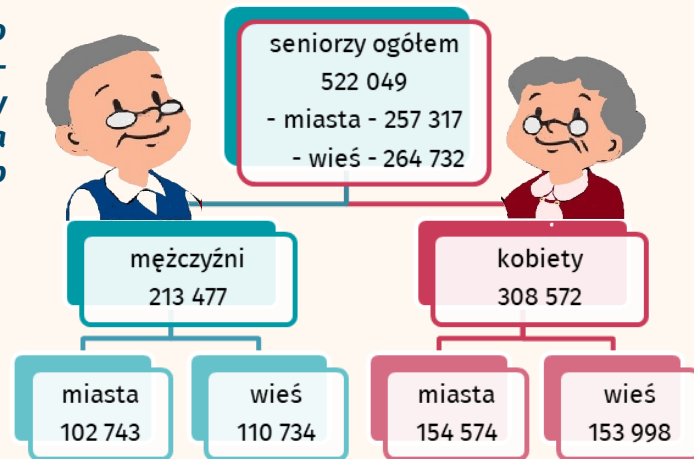 seniorzy ogółem
522 049
- miasta - 257 317
- wieś - 264 732
mężczyźni
213 477
kobiety
308 572
miasta
102 743
wieś
110 734
miasta
154 574
wieś
153 998